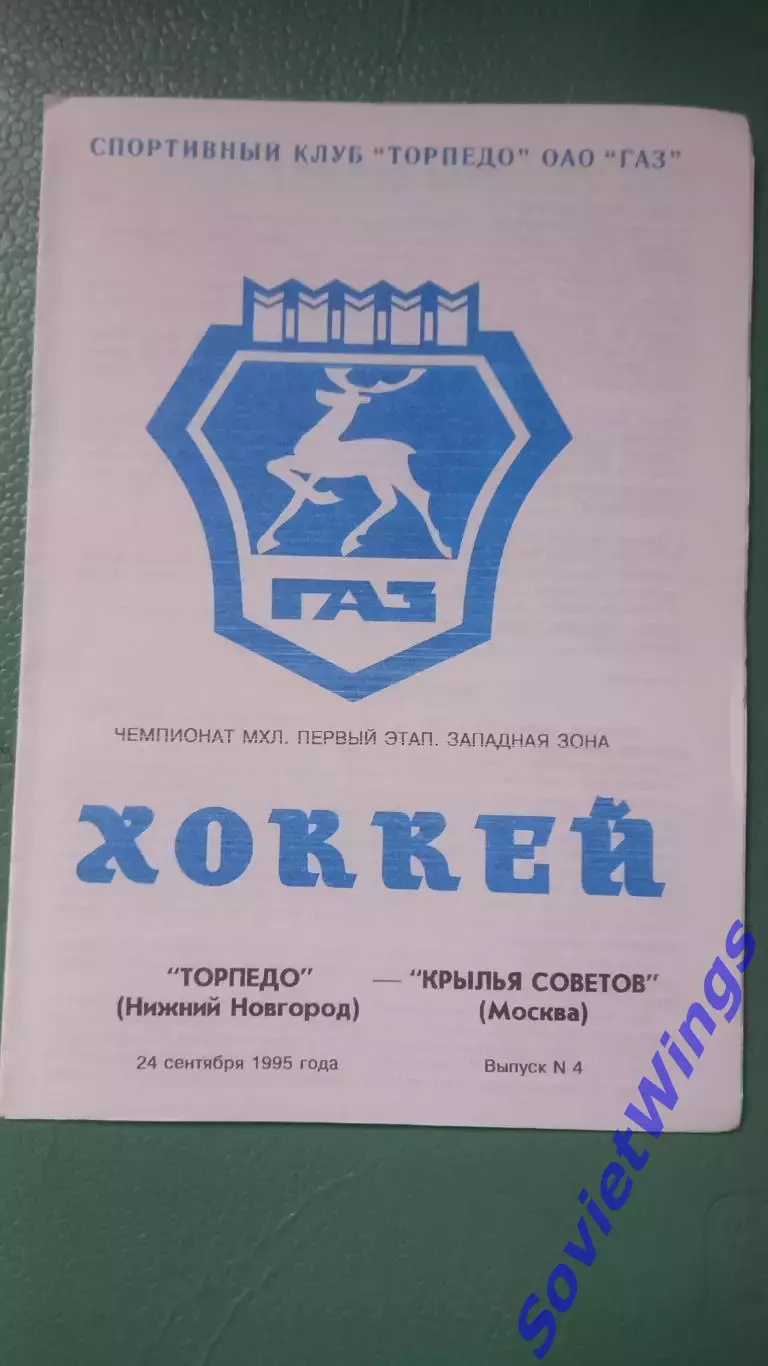 СПОРТИВНЫЙ КЛУБ "ТОРПЕДО" ОАО "ГАЗ"
ГАЗ
ЧЕМПИОНАТ МХЛ. ПЕРВЫЙ ЭТАП. ЗАПАДНАЯ ЗОНА
ХОККЕЙ
"ТОРПЕДО" — "КРЫЛЬЯ СОВЕТОВ"
(Нижний Новгород) (Москва)
24 сентября 1995 года Выпуск N 4
SovietWings